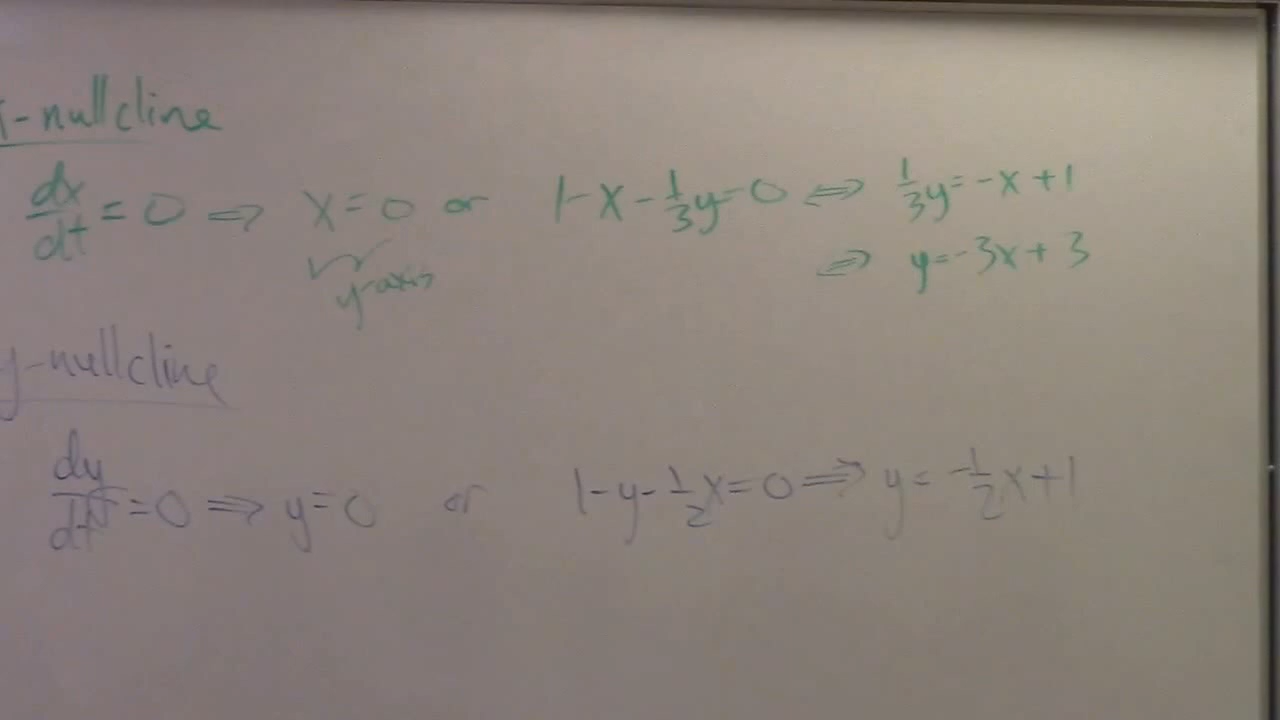 x-nullcline
dx/dt = 0 ⇒ x = 0 or 1-x-1/3y=0 ⇔ 1/3y=-x+1
y-axis ⇒ y=-3x+3
y-nullcline
dy/dt = 0 ⇒ y=0 or 1-y-1/2x=0 ⇒ y=-1/2x+1